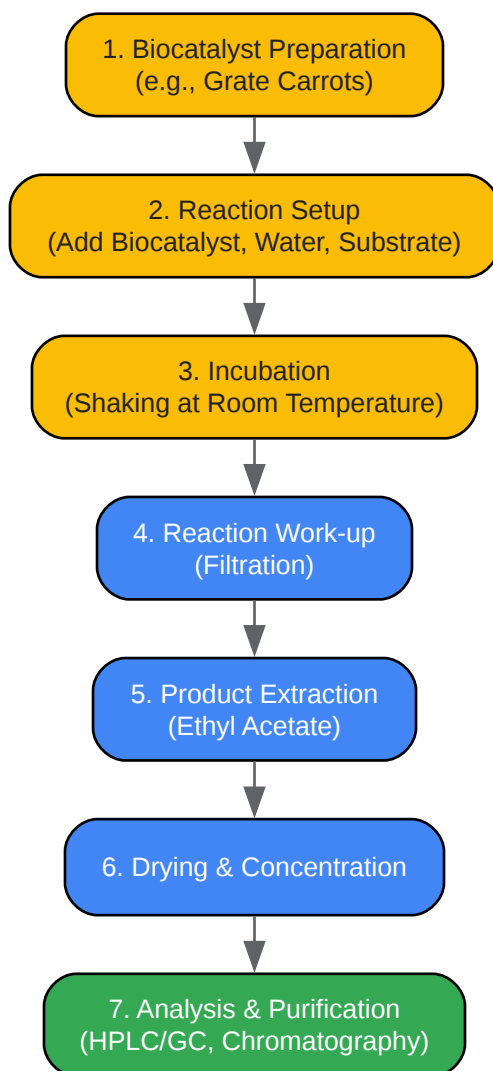 1. Biocatalyst Preparation
(e.g., Grate Carrots)
2. Reaction Setup
(Add Biocatalyst, Water, Substrate)
3. Incubation
(Shaking at Room Temperature)
4. Reaction Work-up
(Filtration)
5. Product Extraction
(Ethyl Acetate)
6. Drying & Concentration
7. Analysis & Purification
(HPLC/GC, Chromatography)